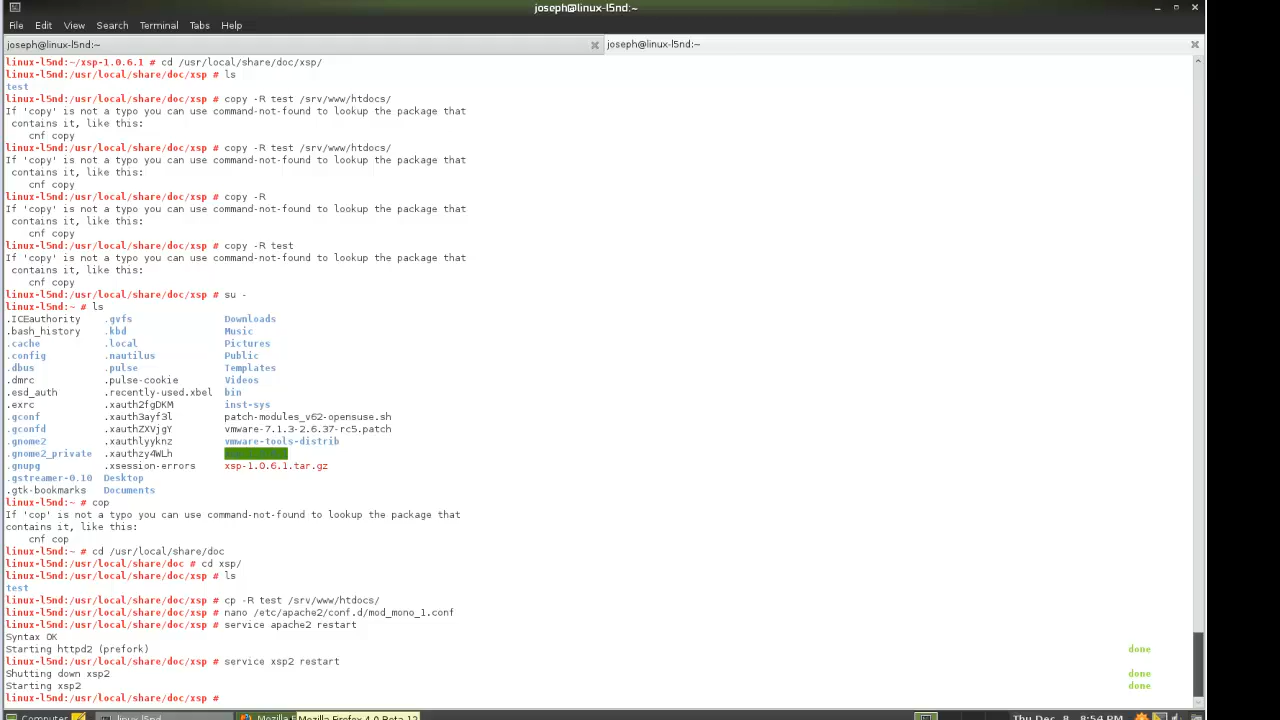 joseph@linux-l5nd:~
File Edit View Search Terminal Tabs Help
joseph@linux-l5nd:~ joseph@linux-l5nd:~
linux-l5nd:~/xsp-1.0.6.1 # cd /usr/local/share/doc/xsp/
linux-l5nd:/usr/local/share/doc/xsp # ls
test
linux-l5nd:/usr/local/share/doc/xsp # copy -R test /srv/www/htdocs/
If 'copy' is not a typo you can use command-not-found to lookup the package that
contains it, like this:
cnf copy
linux-l5nd:/usr/local/share/doc/xsp # copy -R test /srv/www/htdocs/
If 'copy' is not a typo you can use command-not-found to lookup the package that
contains it, like this:
cnf copy
linux-l5nd:/usr/local/share/doc/xsp # copy -R
If 'copy' is not a typo you can use command-not-found to lookup the package that
contains it, like this:
cnf copy
linux-l5nd:/usr/local/share/doc/xsp # copy -R test
If 'copy' is not a typo you can use command-not-found to lookup the package that
contains it, like this:
cnf copy
linux-l5nd:/usr/local/share/doc/xsp # su -
linux-l5nd:~ # ls
.ICEauthority .gvfs Downloads
.bash_history .kbd Music
.cache .local Pictures
.config .nautilus Public
.dbus .pulse Templates
.dmrc .pulse-cookie Videos
.esd_auth .recently-used.xbel bin
.exrc .xauth2fgDKM inst-sys
.gconf .xauth3ayf3l patch-modules_v62-opensuse.sh
.gconfd .xauthZXVjgY vmware-7.1.3-2.6.37-rc5.patch
.gnome2 .xauthlyyknz vmware-tools-distrib
.gnome2_private .xauthzy4WLh
.gnupg .xsession-errors xsp-1.0.6.1.tar.gz
.gstreamer-0.10 Desktop
.gtk-bookmarks Documents
linux-l5nd:~ # cop
If 'cop' is not a typo you can use command-not-found to lookup the package that
contains it, like this:
cnf cop
linux-l5nd:~ # cd /usr/local/share/doc
linux-l5nd:/usr/local/share/doc # cd xsp/
linux-l5nd:/usr/local/share/doc/xsp # ls
test
linux-l5nd:/usr/local/share/doc/xsp # cp -R test /srv/www/htdocs/
linux-l5nd:/usr/local/share/doc/xsp # nano /etc/apache2/conf.d/mod_mono_1.conf
linux-l5nd:/usr/local/share/doc/xsp # service apache2 restart
Syntax OK
Starting httpd2 (prefork) done
linux-l5nd:/usr/local/share/doc/xsp # service xsp2 restart
Shutting down xsp2 done
Starting xsp2 done
linux-l5nd:/usr/local/share/doc/xsp #
Computer Mozilla Firefox 4.0 Beta 12 Thu Dec 8, 8:54 PM